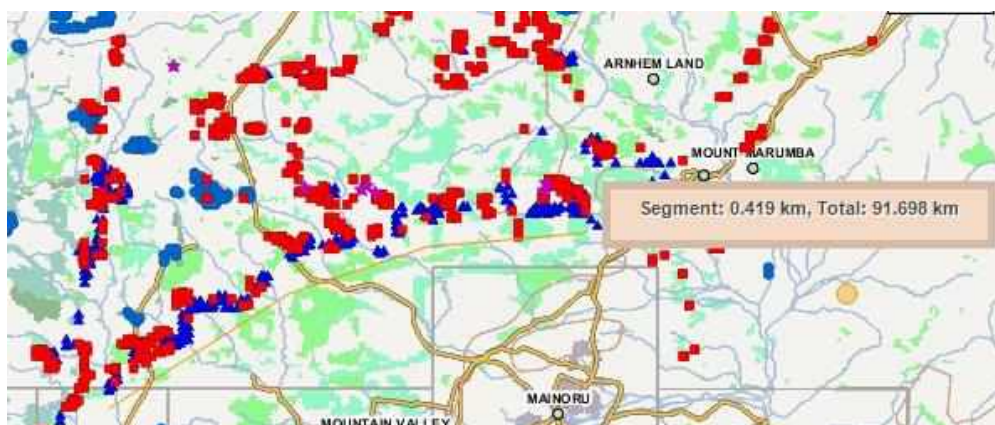 ARNHEM LAND
MOUNT MARUMBA
Segment: 0.419 km, Total: 91.698 km
MAINORU
MOUNTAIN VALLEY